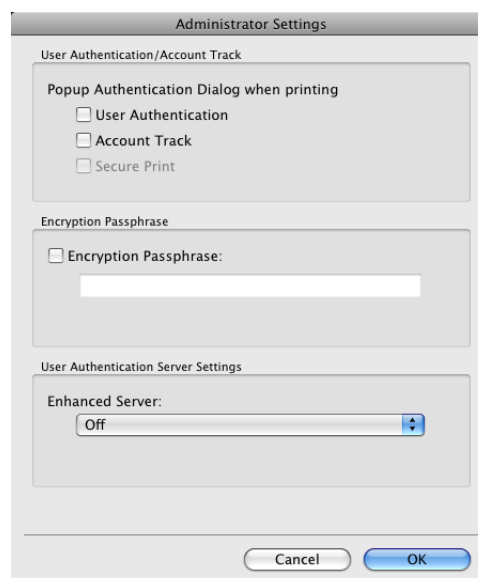 Administrator Settings
User Authentication/Account Track
Popup Authentication Dialog when printing
User Authentication
Account Track
Secure Print
Encryption Passphrase
Encryption Passphrase:
User Authentication Server Settings
Enhanced Server:
Off
Cancel OK